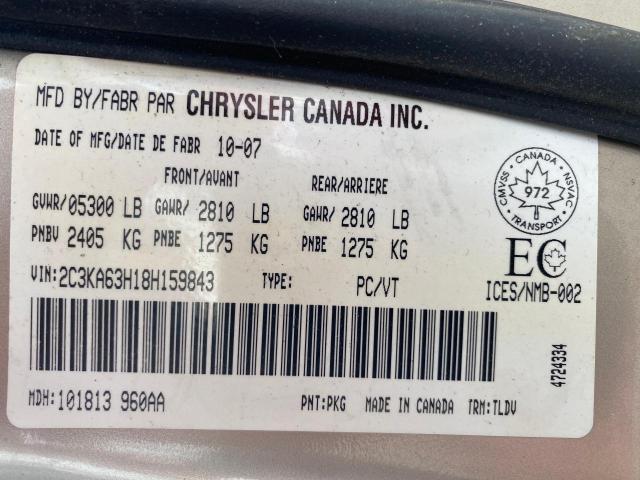 MFD BY/FABR PAR CHRYSLER CANADA INC.
DATE OF MFG/DATE DE FABR 10-07
FRONT/AVANT REAR/ARRIERE
GVWR/05300 LB GAWR/ 2810 LB GAWR/ 2810 LB
PNBV 2405 KG PNBE 1275 KG PNBE 1275 KG
VIN:2C3KA63H18H159843 TYPE: PC/VT
CMVSS • CANADA • NSVAC
972
• TRANSPORT •
EC
ICES/NMB-002
4724334
MDH:101813 960AA PNT:PKG MADE IN CANADA TRM:TLDV